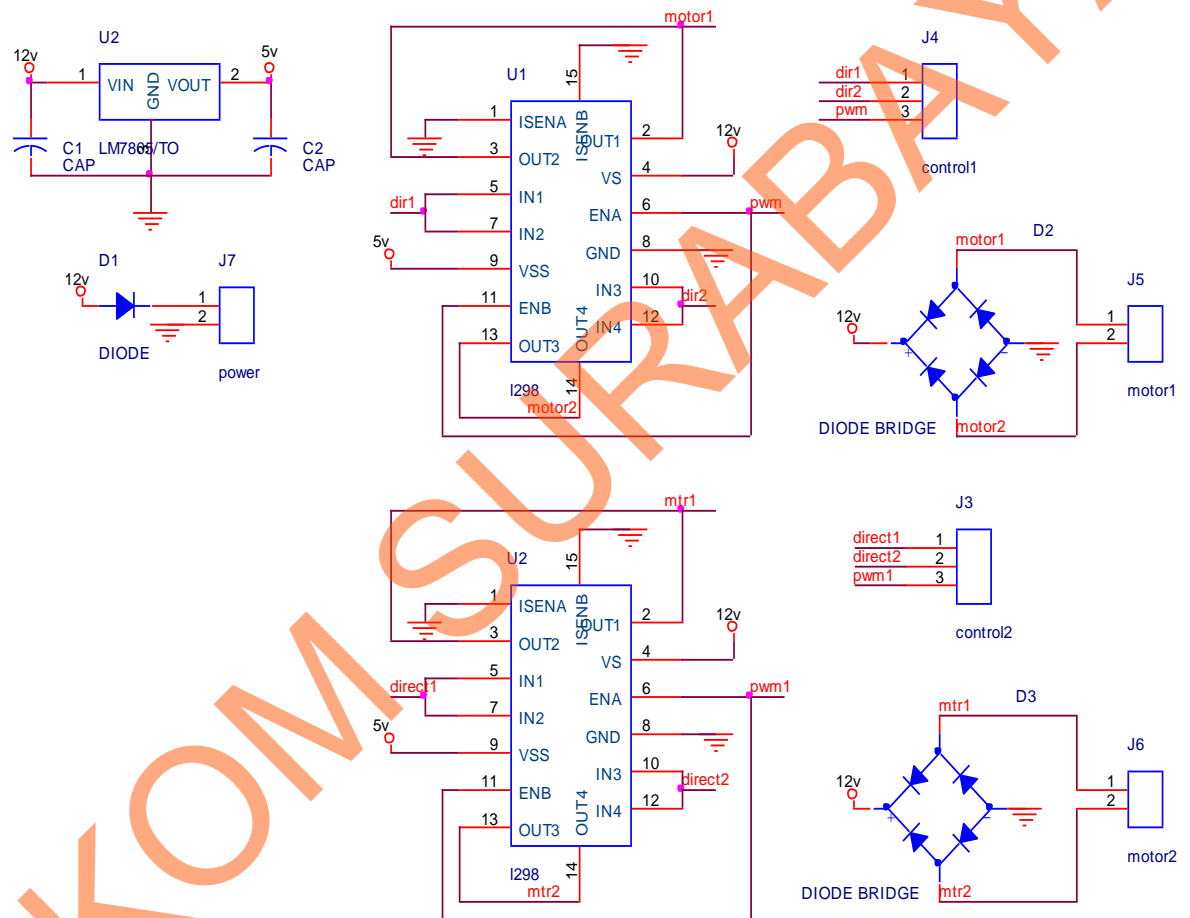 U2
12v
5v
1
2
VIN
GND
VOUT
C1
CAP
LM7805/TO
C2
CAP
D1
J7
12v
1
2
DIODE
power
motor1
U1
15
1
ISENA
ISENB
OUT1
2
3
OUT2
12v
VS
4
5
IN1
dir1
ENA
6
pwm
7
IN2
5v
GND
8
9
VSS
10
IN3
dir2
11
ENB
OUT4
IN4
12
13
OUT3
l298
14
motor2
J4
dir1
1
dir2
2
pwm
3
control1
D2
motor1
J5
12v
1
2
+
-
motor1
DIODE BRIDGE
motor2
mtr1
U2
15
1
ISENA
ISENB
OUT1
2
3
OUT2
12v
VS
4
5
IN1
direct1
ENA
6
pwm1
7
IN2
5v
GND
8
9
VSS
10
IN3
direct2
11
ENB
OUT4
IN4
12
13
OUT3
l298
14
mtr2
J3
direct1
1
direct2
2
pwm1
3
control2
D3
mtr1
J6
12v
1
2
+
-
motor2
DIODE BRIDGE
mtr2
KOM SURABAYA